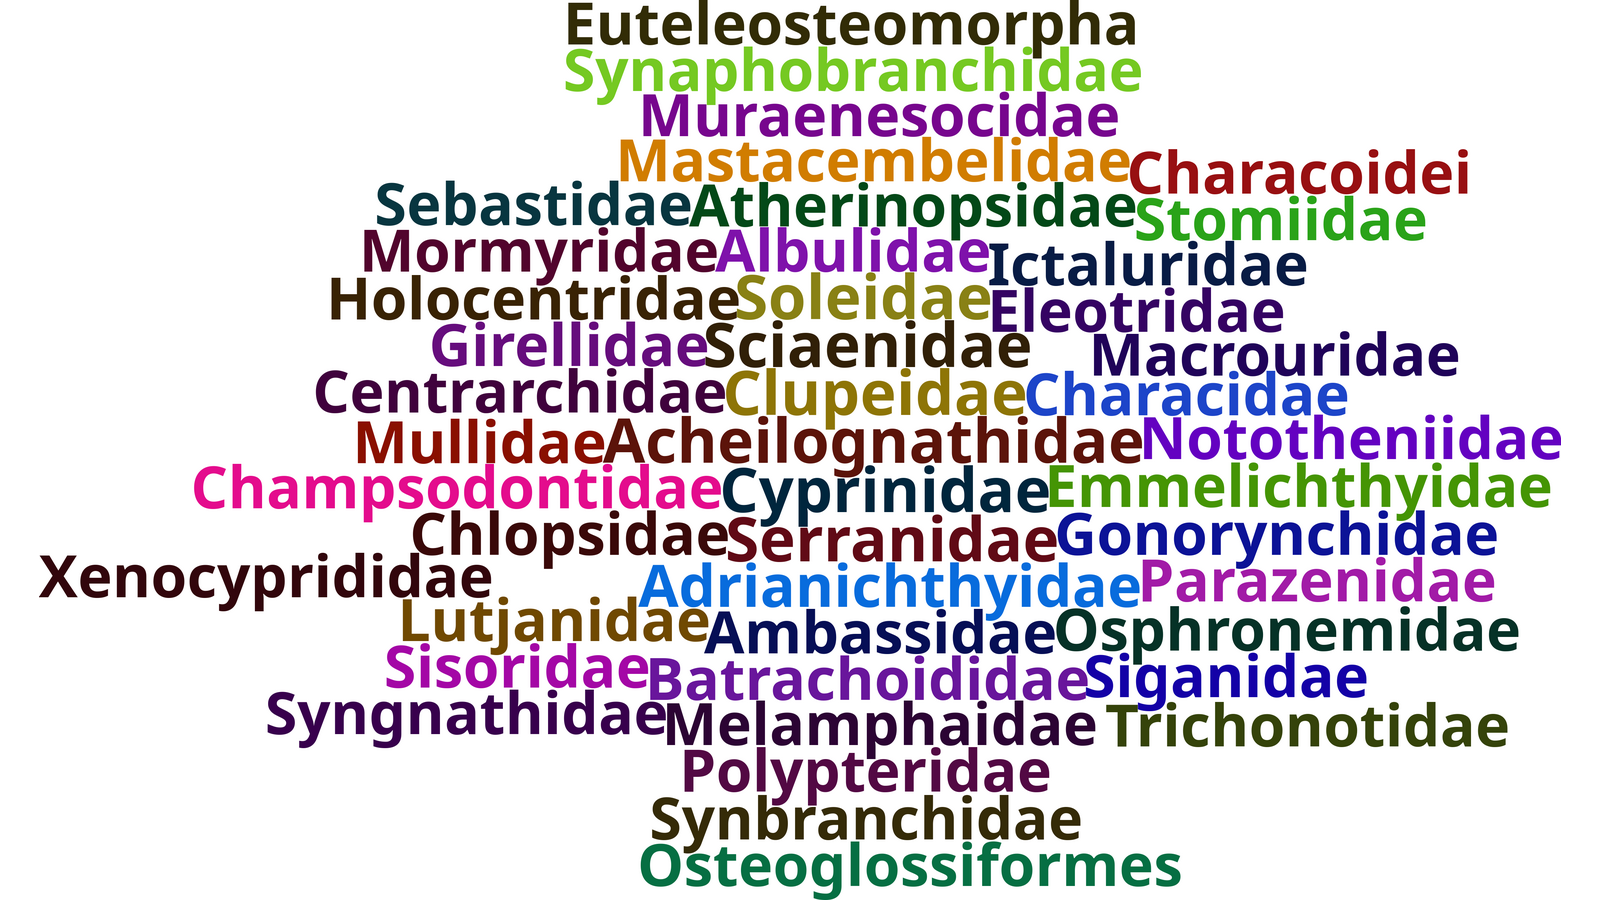 Euteleosteomorpha
Synaphobranchidae
Muraenesocidae
Mastacembelidae Characoidei
Sebastidae Atherinopsidae Stomiidae
Mormyridae Albulidae Ictaluridae
Holocentridae Soleidae Eleotridae
Girellidae Sciaenidae Macrouridae
Centrarchidae Clupeidae Characidae
Mullidae Acheilognathidae Nototheniidae
Champsodontidae Cyprinidae Emmelichthyidae
Chlopsidae Serranidae Gonorynchidae
Xenocyprididae Adrianichthyidae Parazenidae
Lutjanidae Ambassidae Osphronemidae
Sisoridae Batrachoididae Siganidae
Syngnathidae Melamphaidae Trichonotidae
Polypteridae
Synbranchidae
Osteoglossiformes